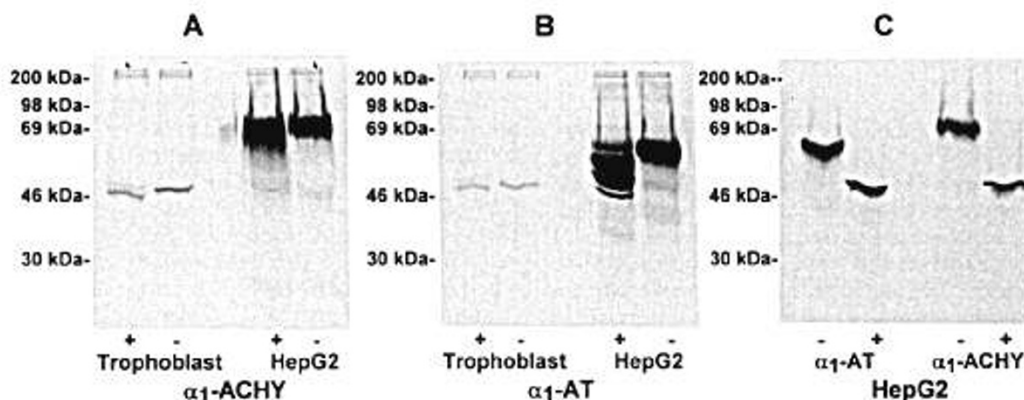 A
200 kDa-
98 kDa-
69 kDa-
46 kDa-
30 kDa-
+ - + -
Trophoblast HepG2
α1-ACHY
B
200 kDa-
98 kDa-
69 kDa-
46 kDa-
30 kDa-
+ - + -
Trophoblast HepG2
α1-AT
C
200 kDa--
98 kDa-
69 kDa-
46 kDa-
30 kDa-
- + - +
α1-AT α1-ACHY
HepG2